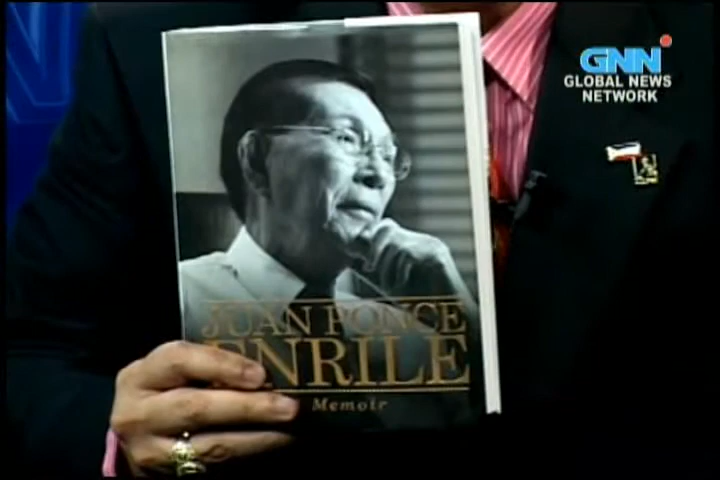 GNN
GLOBAL NEWS
NETWORK
JUAN PONCE
ENRILE
Memoir